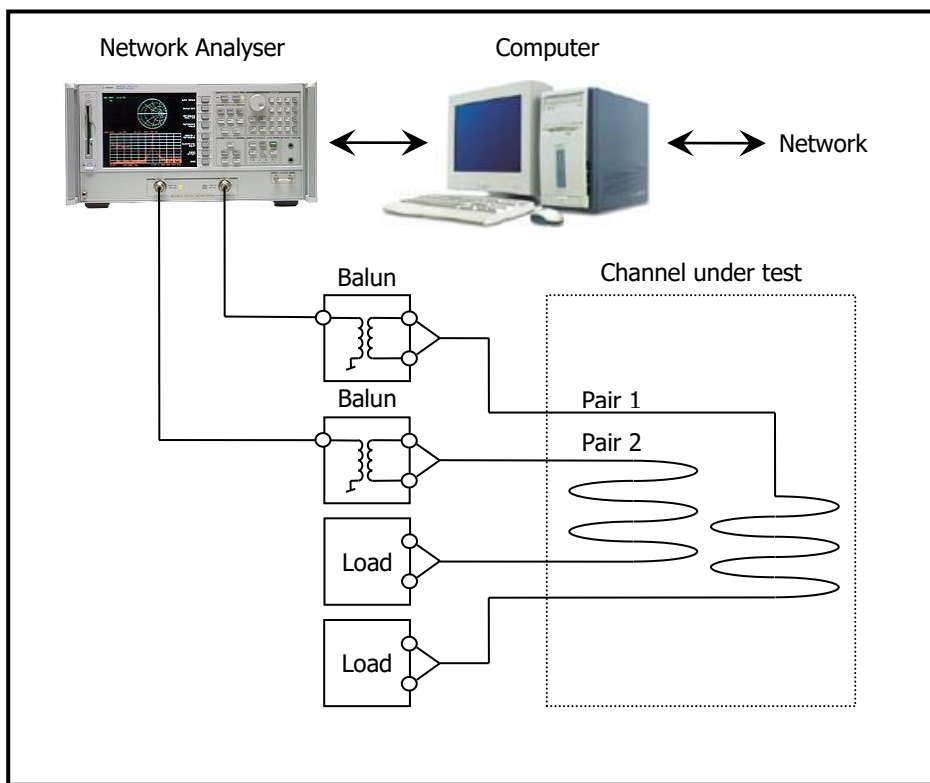 Network Analyser
Computer
Network
Balun
Channel under test
Pair 1
Balun
Pair 2
Load
Load